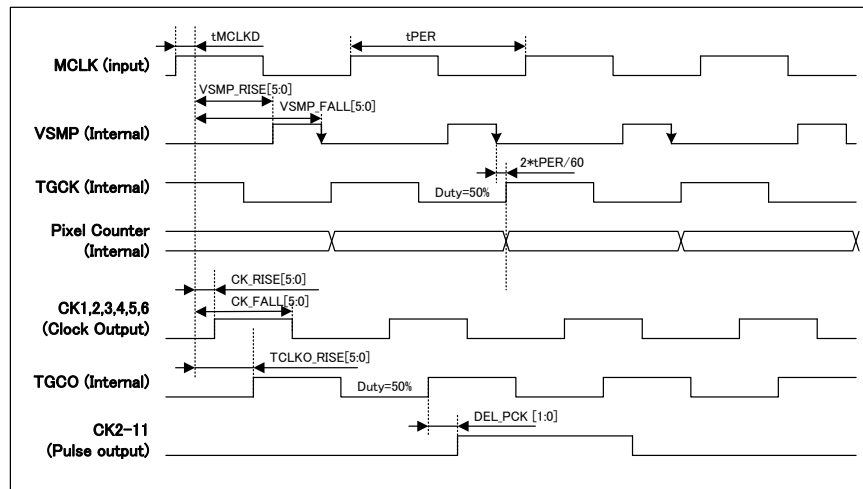 tMCLKD
tPER
MCLK (input)
VSMP_RISE[5:0]
VSMP_FALL[5:0]
VSMP (Internal)
2*tPER/60
TGCK (Internal)
Duty=50%
Pixel Counter
(Internal)
CK_RISE[5:0]
CK_FALL[5:0]
CK1,2,3,4,5,6
(Clock Output)
TCLKO_RISE[5:0]
TGCO (Internal)
Duty=50%
DEL_PCK [1:0]
CK2-11
(Pulse output)